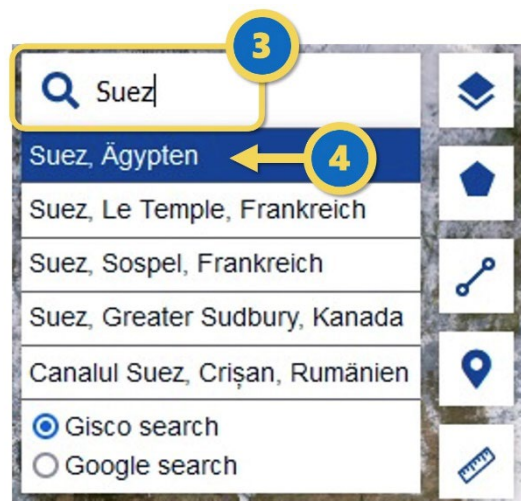 3
Suez
Suez, Ägypten
4
Suez, Le Temple, Frankreich
Suez, Sospel, Frankreich
Suez, Greater Sudbury, Kanada
Canalul Suez, Crișan, Rumänien
Gisco search
Google search